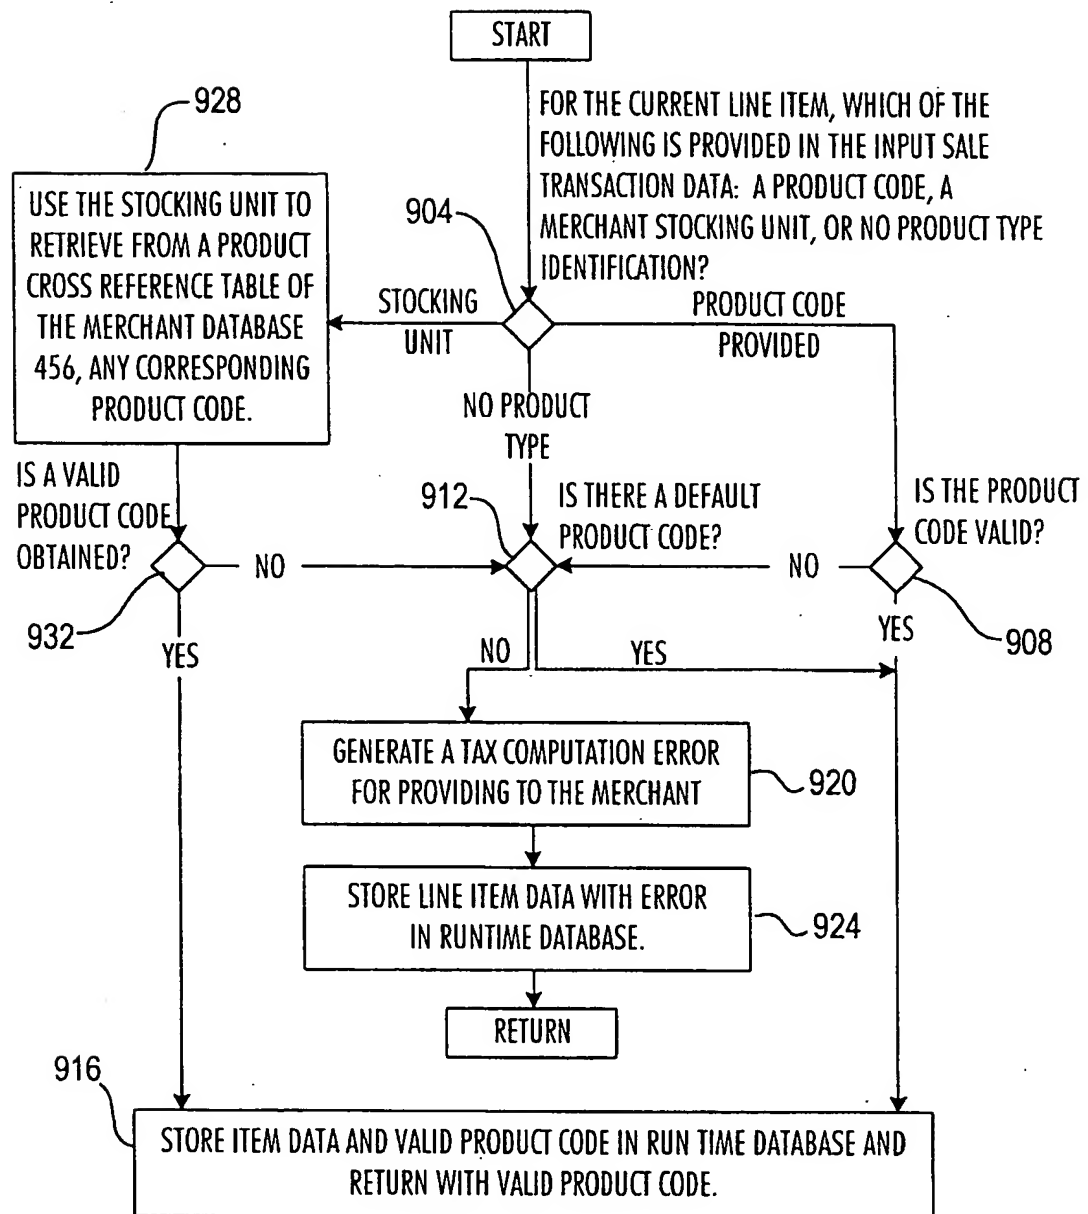 START
FOR THE CURRENT LINE ITEM, WHICH OF THE
FOLLOWING IS PROVIDED IN THE INPUT SALE
TRANSACTION DATA: A PRODUCT CODE, A
MERCHANT STOCKING UNIT, OR NO PRODUCT TYPE
IDENTIFICATION?
928
USE THE STOCKING UNIT TO
RETRIEVE FROM A PRODUCT
CROSS REFERENCE TABLE OF
THE MERCHANT DATABASE
456, ANY CORRESPONDING
PRODUCT CODE.
904
STOCKING
UNIT
PRODUCT CODE
PROVIDED
NO PRODUCT
TYPE
IS A VALID
PRODUCT CODE
OBTAINED?
932
NO
YES
912
IS THERE A DEFAULT
PRODUCT CODE?
IS THE PRODUCT
CODE VALID?
NO
908
YES
NO
YES
GENERATE A TAX COMPUTATION ERROR
FOR PROVIDING TO THE MERCHANT
920
STORE LINE ITEM DATA WITH ERROR
IN RUNTIME DATABASE.
924
RETURN
916
STORE ITEM DATA AND VALID PRODUCT CODE IN RUN TIME DATABASE AND
RETURN WITH VALID PRODUCT CODE.